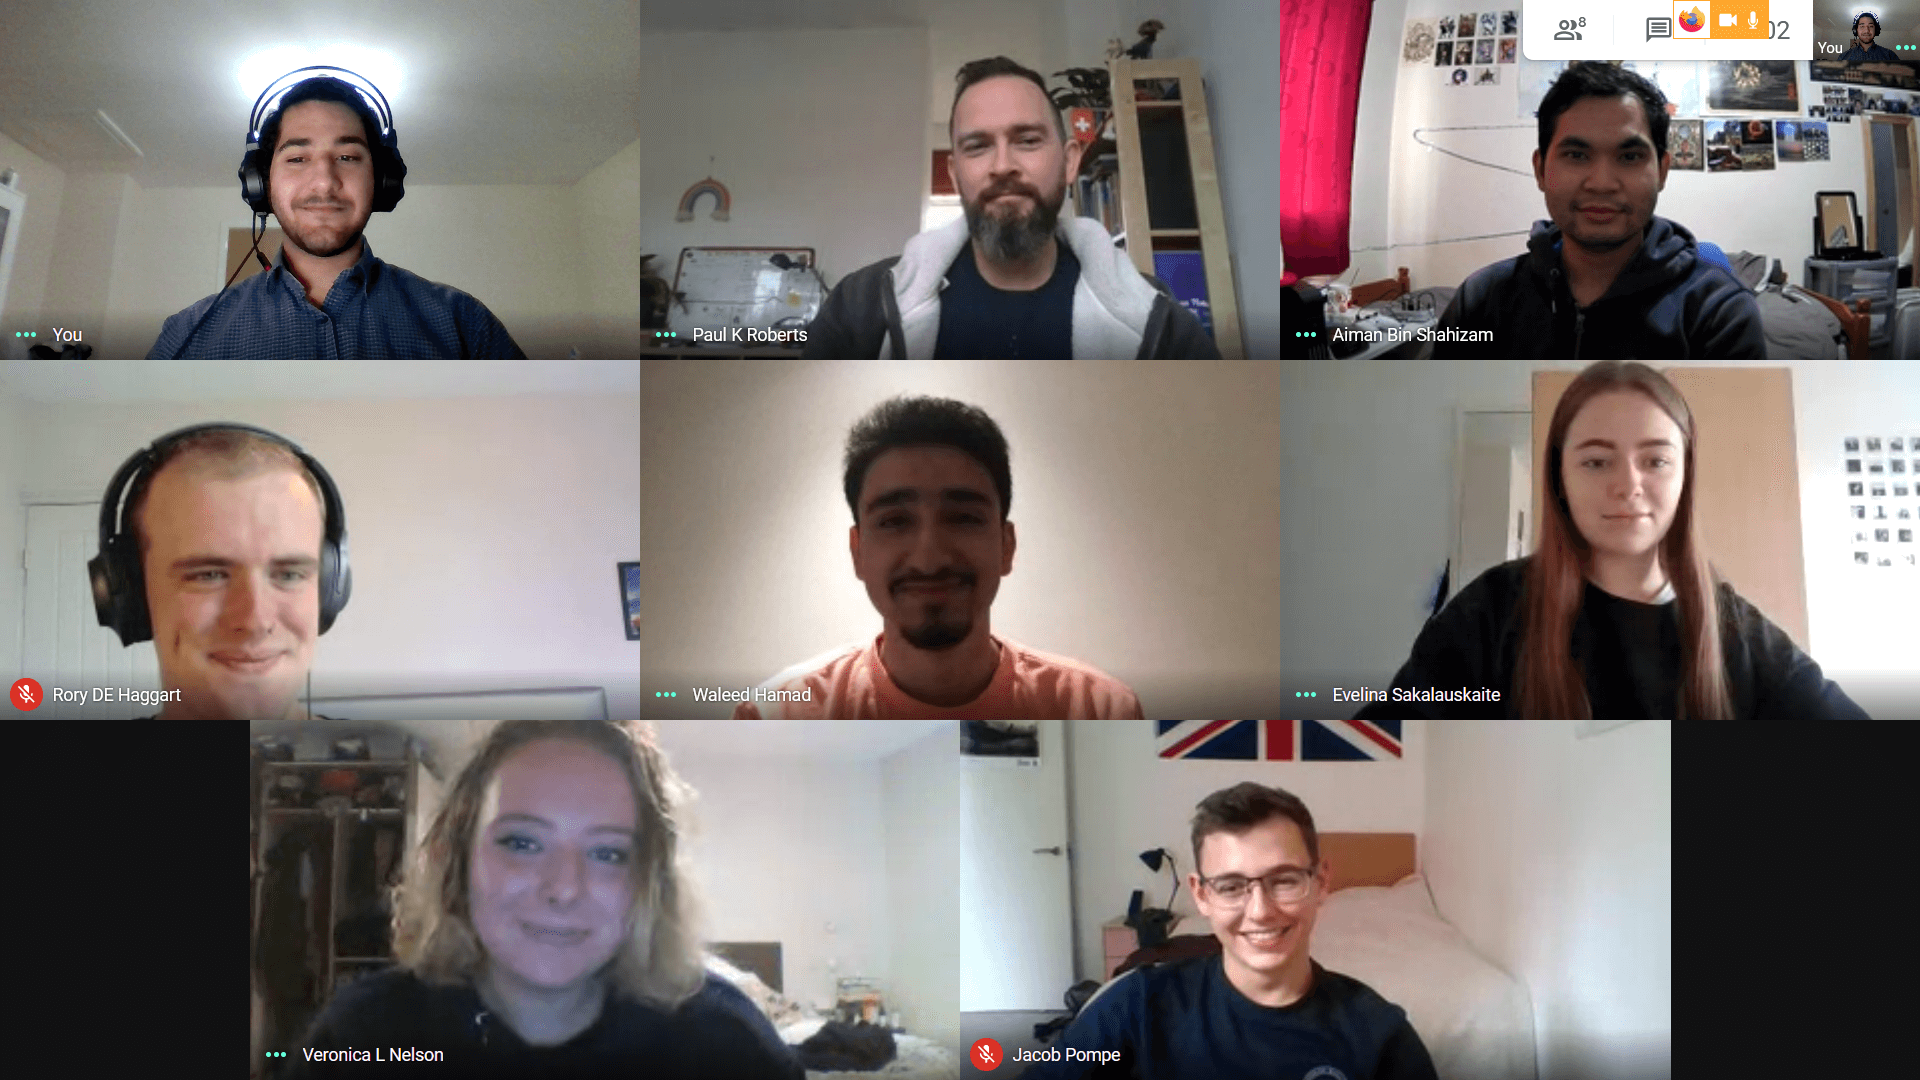 8
02
You
You
Paul K Roberts
Aiman Bin Shahizam
Rory DE Haggart
Waleed Hamad
Evelina Sakalauskaite
Veronica L Nelson
Jacob Pompe